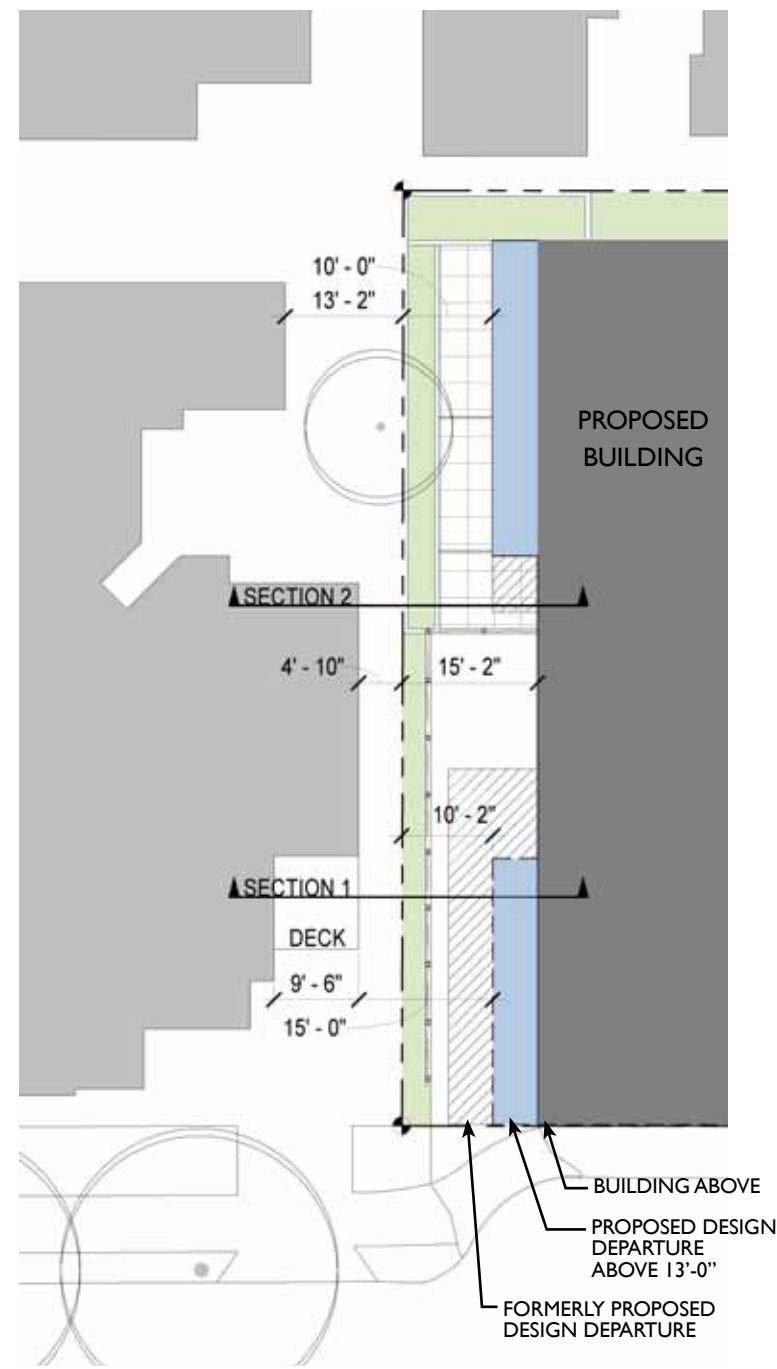 10' - 0"
13' - 2"
PROPOSED
BUILDING
SECTION 2
4' - 10"
15' - 2"
10' - 2"
SECTION 1
DECK
9' - 6"
15' - 0"
BUILDING ABOVE
PROPOSED DESIGN
DEPARTURE
ABOVE 13'-0"
FORMERLY PROPOSED
DESIGN DEPARTURE